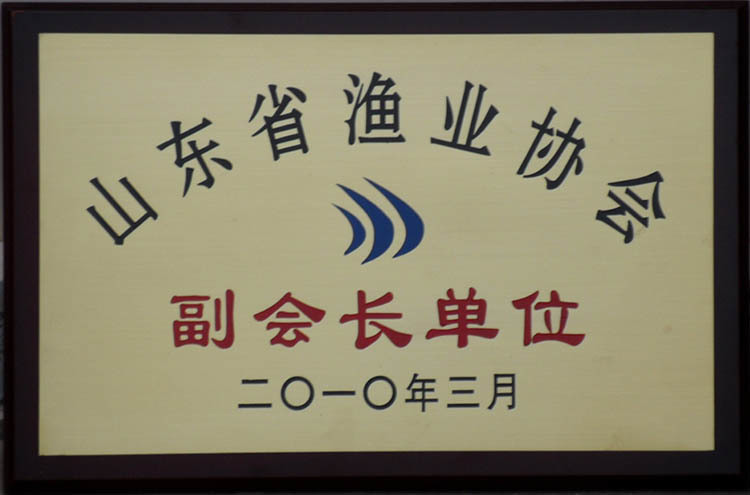 山东省渔业协会
副会长单位
二〇一〇年三月